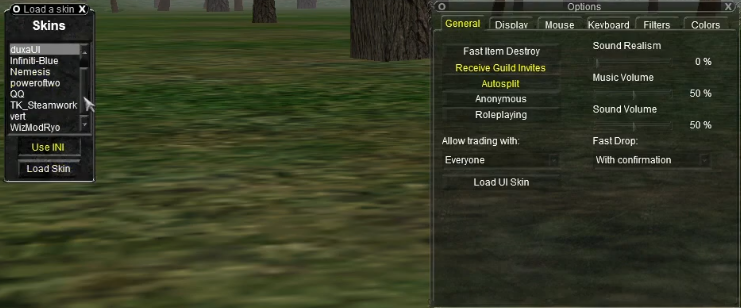 O Load a skin X
Skins
duxaUI
Infiniti-Blue
Nemesis
poweroftwo
QQ
TK_Steamwork
vert
WizModRyo
Use INI
Load Skin
O Options X
General Display Mouse Keyboard Filters Colors
Fast Item Destroy
Receive Guild Invites
Autosplit
Anonymous
Roleplaying
Allow trading with:
Everyone
Load UI Skin
Sound Realism
0 %
Music Volume
50 %
Sound Volume
50 %
Fast Drop:
With confirmation